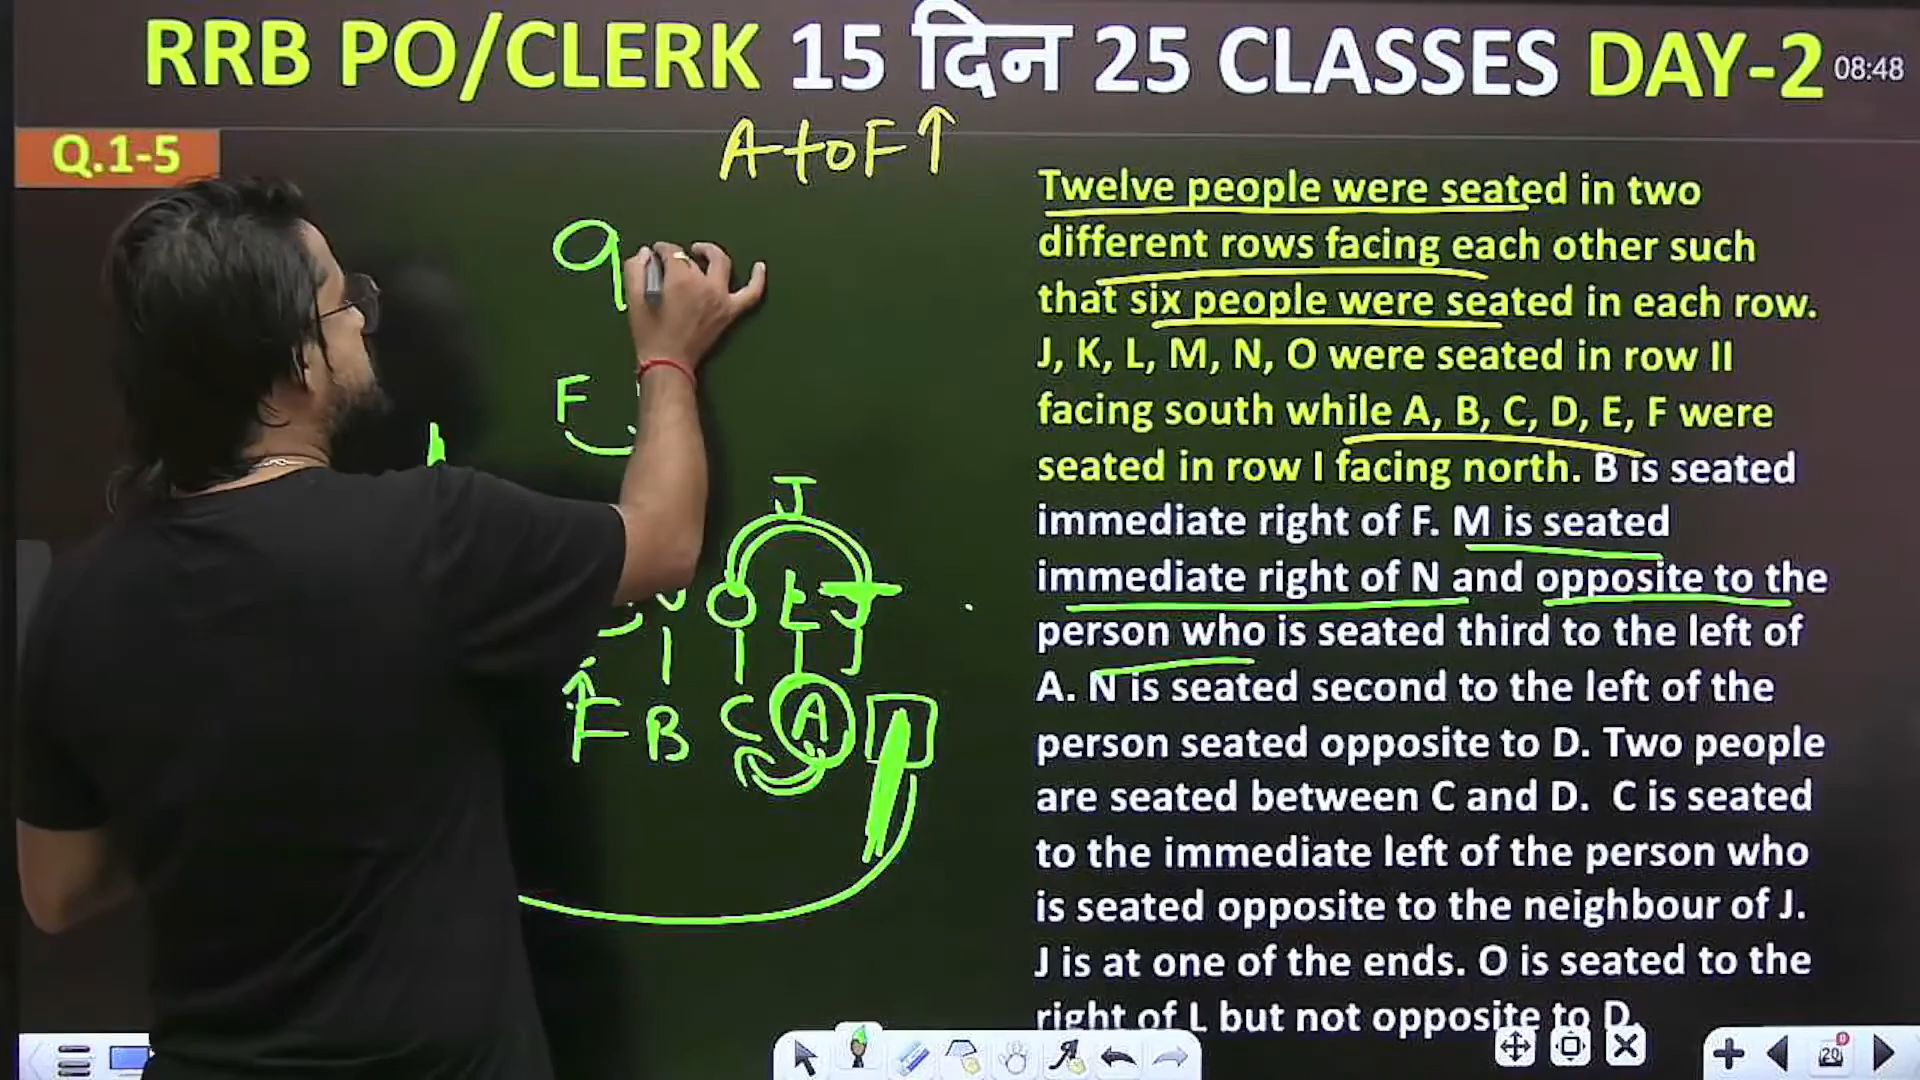 RRB PO/CLERK 15 दिन 25 CLASSES DAY-2 08:48
Q.1-5
A to F ↑
9
F
J
O L J
F B C A
Twelve people were seated in two
different rows facing each other such
that six people were seated in each row.
J, K, L, M, N, O were seated in row II
facing south while A, B, C, D, E, F were
seated in row I facing north. B is seated
immediate right of F. M is seated
immediate right of N and opposite to the
person who is seated third to the left of
A. N is seated second to the left of the
person seated opposite to D. Two people
are seated between C and D. C is seated
to the immediate left of the person who
is seated opposite to the neighbour of J.
J is at one of the ends. O is seated to the
right of L but not opposite to D.
20